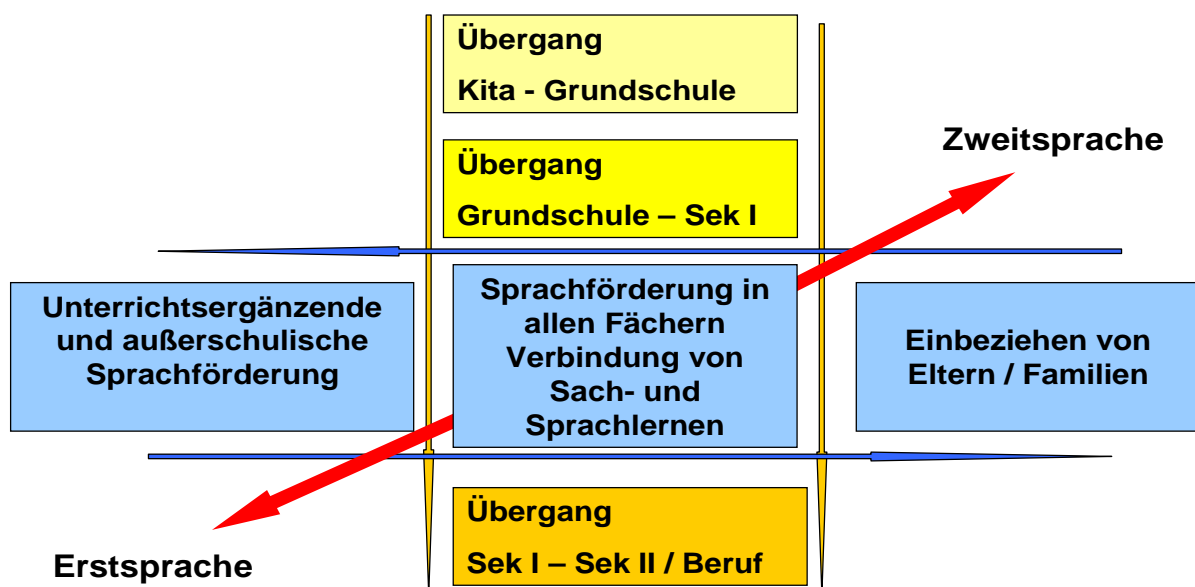 Übergang
Kita - Grundschule
Zweitsprache
Übergang
Grundschule – Sek I
Unterrichtsergänzende
und außerschulische
Sprachförderung
Sprachförderung in
allen Fächern
Verbindung von
Sach- und
Sprachlernen
Einbeziehen von
Eltern / Familien
Übergang
Sek I – Sek II / Beruf
Erstsprache